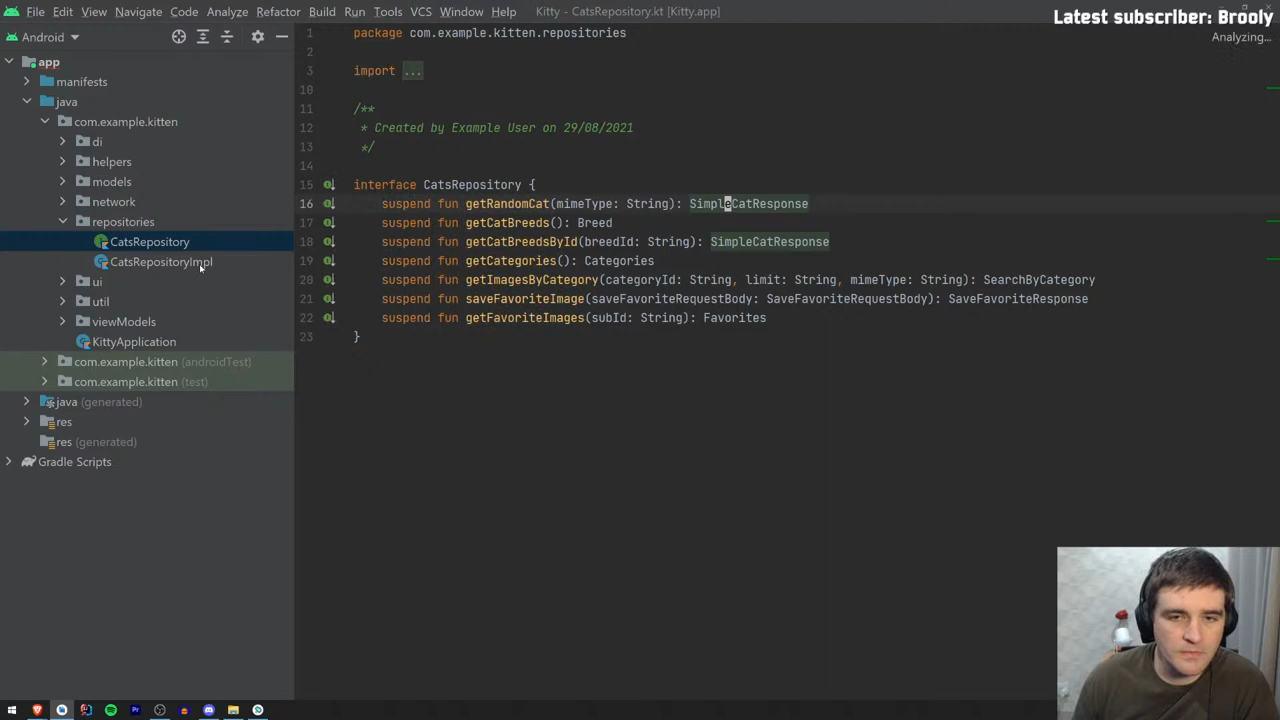 File Edit View Navigate Code Analyze Refactor Build Run Tools VCS Window Help Kitty - CatsRepository.kt [Kitty.app]
Latest subscriber: Brooly
Android
Analyzing...
app
manifests
java
com.example.kitten
di
helpers
models
network
repositories
CatsRepository
CatsRepositoryImpl
ui
util
viewModels
KittyApplication
com.example.kitten (androidTest)
com.example.kitten (test)
java (generated)
res
res (generated)
Gradle Scripts
1 package com.example.kitten.repositories
2
3 import ...
10
11 /**
12 * Created by Example User on 29/08/2021
13 */
14
15 interface CatsRepository {
16 suspend fun getRandomCat(mimeType: String): SimpleCatResponse
17 suspend fun getCatBreeds(): Breed
18 suspend fun getCatBreedsById(breedId: String): SimpleCatResponse
19 suspend fun getCategories(): Categories
20 suspend fun getImagesByCategory(categoryId: String, limit: String, mimeType: String): SearchByCategory
21 suspend fun saveFavoriteImage(saveFavoriteRequestBody: SaveFavoriteRequestBody): SaveFavoriteResponse
22 suspend fun getFavoriteImages(subId: String): Favorites
23 }